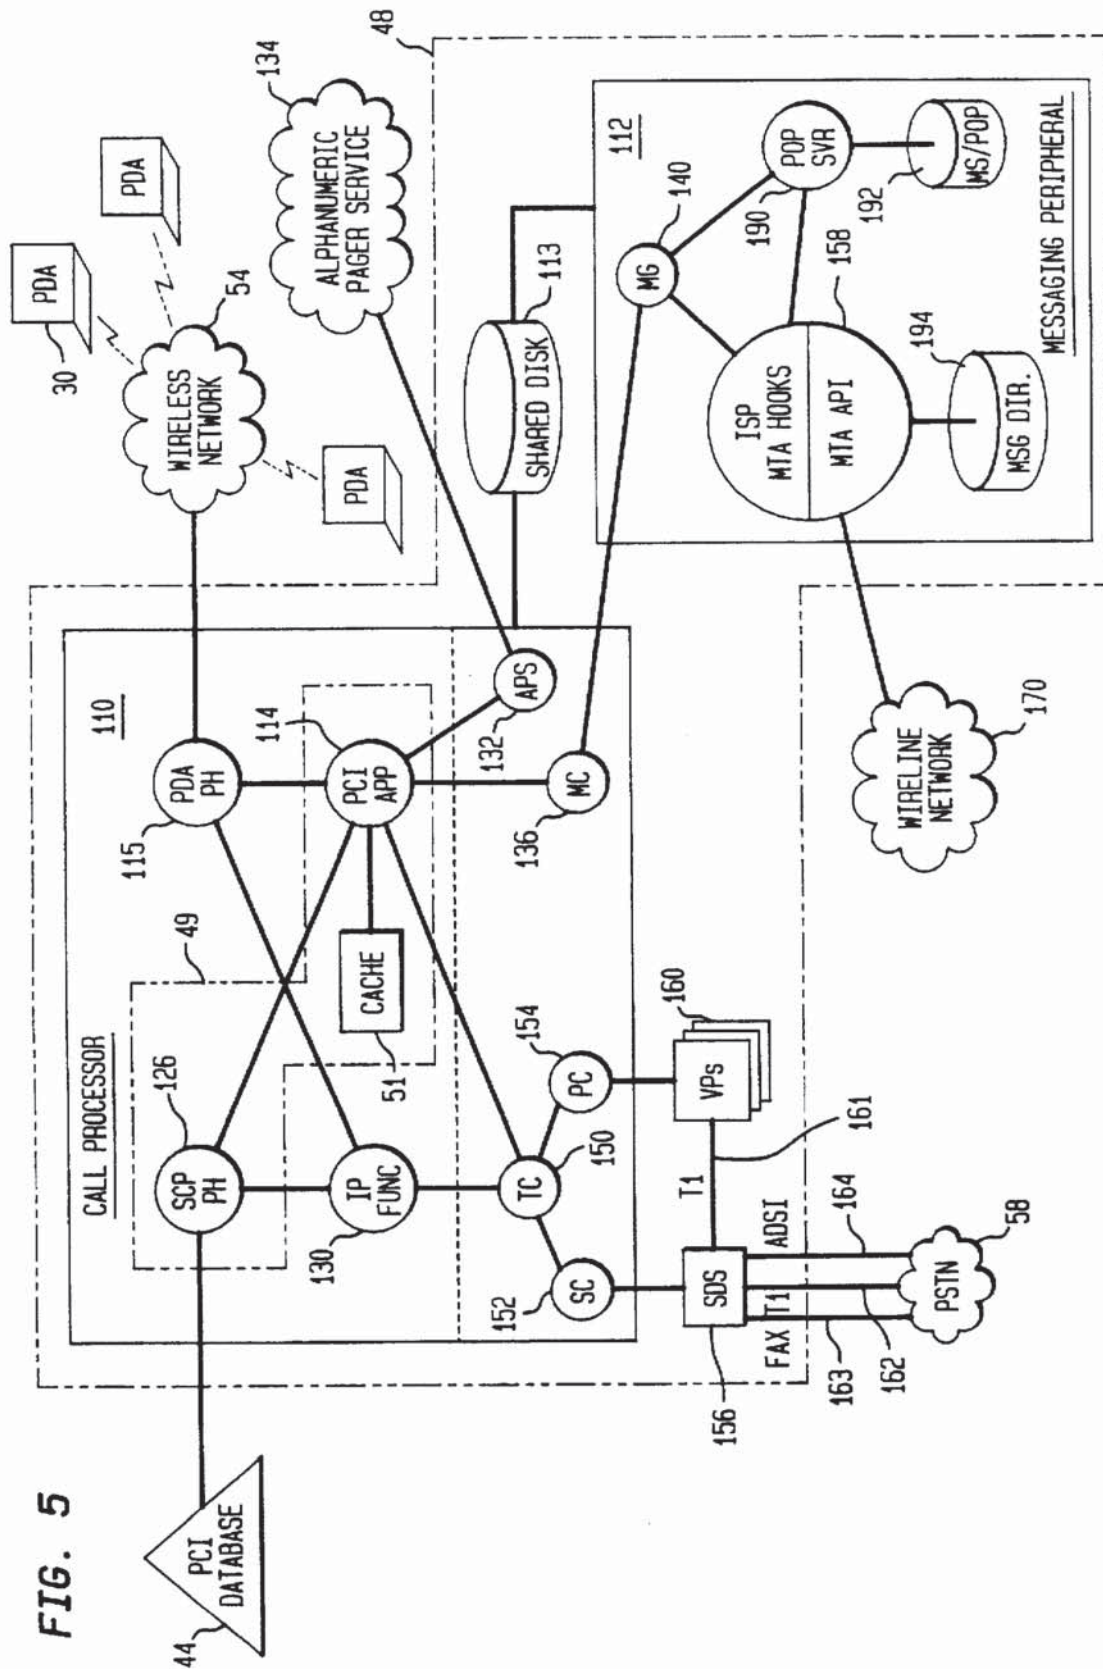 FIG. 5
PCI
DATABASE
44
CALL PROCESSOR
110
SCP
PH
126
49
PDA
PH
115
WIRELESS
NETWORK
54
PDA
30
PDA
PDA
48
IP
FUNC
130
CACHE
51
PCI
APP
114
ALPHANUMERIC
PAGER SERVICE
134
TC
150
SC
152
PC
154
MC
136
APS
132
SHARED DISK
113
SDS
156
T1
161
VPs
160
FAX
T1
ADSI
163
162
164
PSTN
58
WIRELINE
NETWORK
170
112
MG
140
POP
SVR
190
MS/POP
192
ISP
MTA HOOKS
MTA API
158
MSG DIR.
194
MESSAGING PERIPHERAL